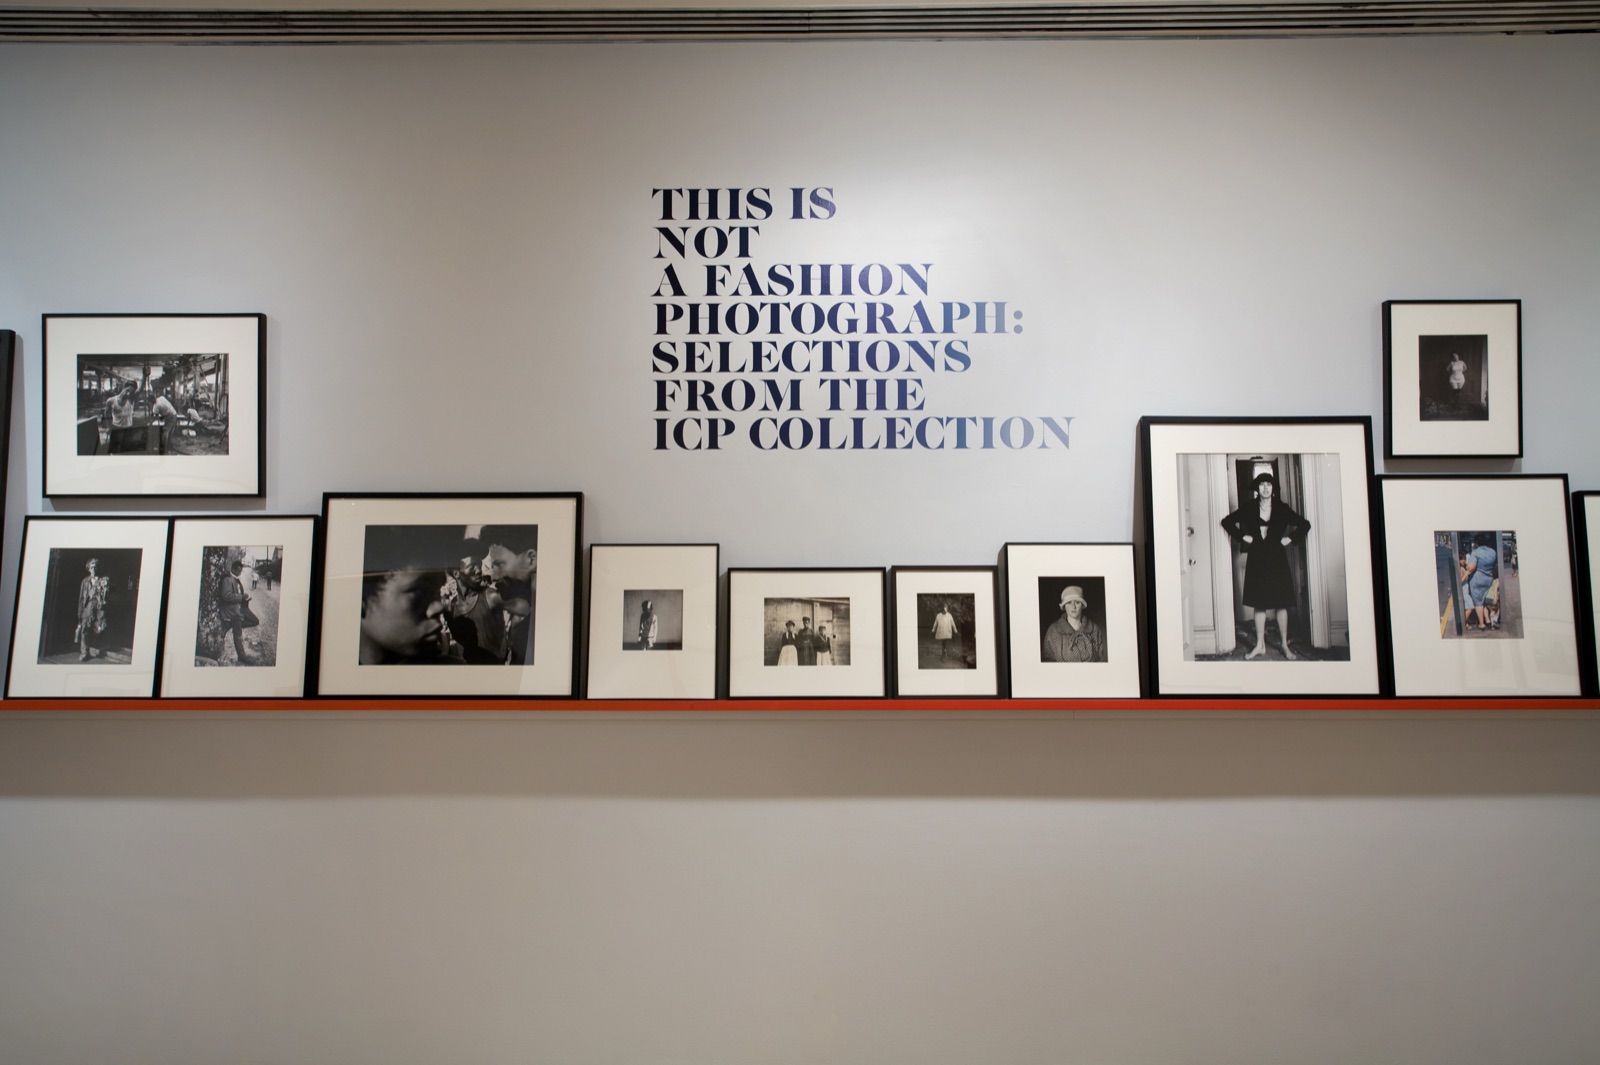 THIS IS
NOT
A FASHION
PHOTOGRAPH:
SELECTIONS
FROM THE
ICP COLLECTION